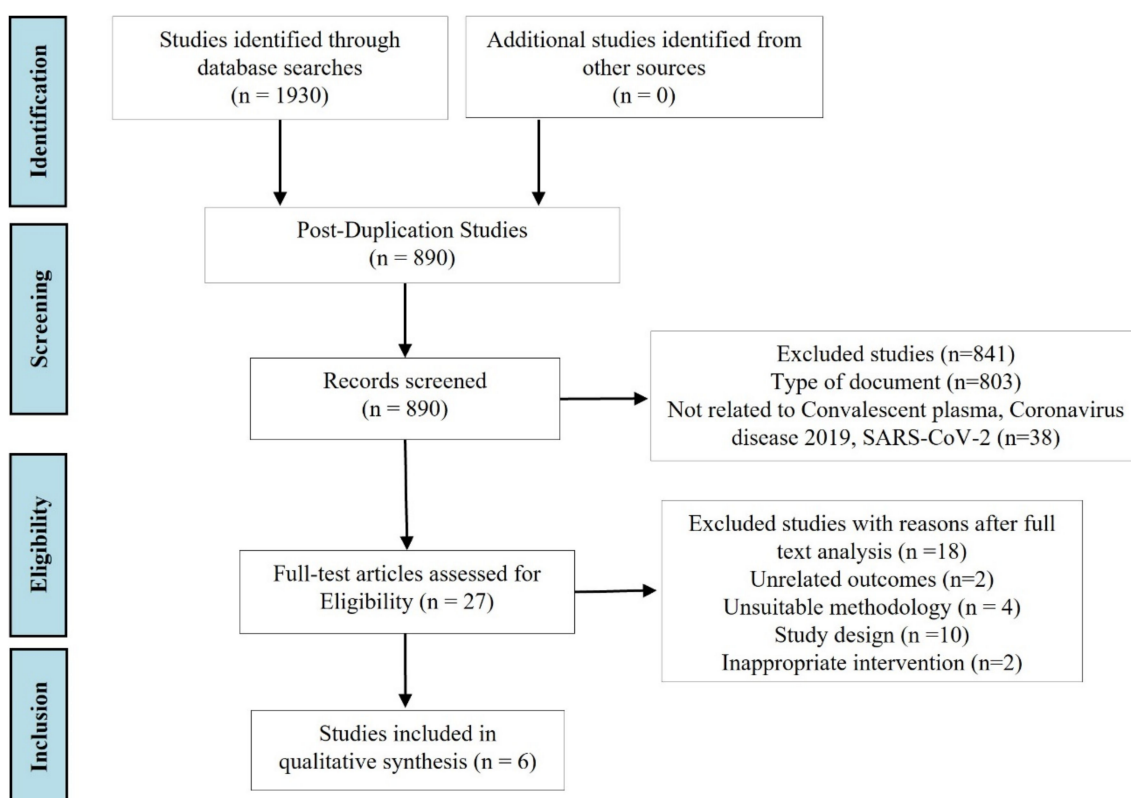 Identification
Studies identified through
database searches
(n = 1930)
Additional studies identified from
other sources
(n = 0)
Post-Duplication Studies
(n = 890)
Screening
Records screened
(n = 890)
Excluded studies (n=841)
Type of document (n=803)
Not related to Convalescent plasma, Coronavirus
disease 2019, SARS-CoV-2 (n=38)
Eligibility
Full-test articles assessed for
Eligibility (n = 27)
Excluded studies with reasons after full
text analysis (n =18)
Unrelated outcomes (n=2)
Unsuitable methodology (n = 4)
Study design (n =10)
Inappropriate intervention (n=2)
Inclusion
Studies included in
qualitative synthesis (n = 6)